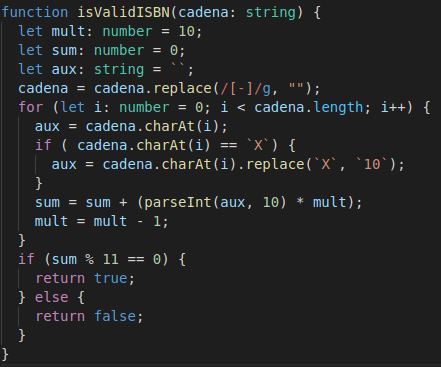 function isValidISBN(cadena: string) {
  let mult: number = 10;
  let sum: number = 0;
  let aux: string = ``;
  cadena = cadena.replace(/[-]/g, "");
  for (let i: number = 0; i < cadena.length; i++) {
    aux = cadena.charAt(i);
    if ( cadena.charAt(i) == `X`) {
      aux = cadena.charAt(i).replace(`X`, `10`);
    }
    sum = sum + (parseInt(aux, 10) * mult);
    mult = mult - 1;
  }
  if (sum % 11 == 0) {
    return true;
  } else {
    return false;
  }
}